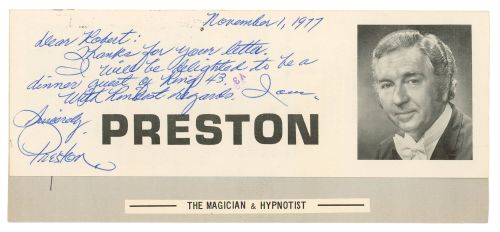 November 1, 1977
Dear Robert:
Thanks for your letter.
I will be delighted to be a
dinner guest of Ring 43.
With Kindest regards. I am.
Sincerely,
Preston
PRESTON
THE MAGICIAN & HYPNOTIST